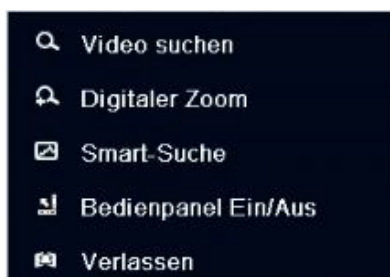 Video suchen
Digitaler Zoom
Smart-Suche
Bedienpanel Ein/Aus
Verlassen